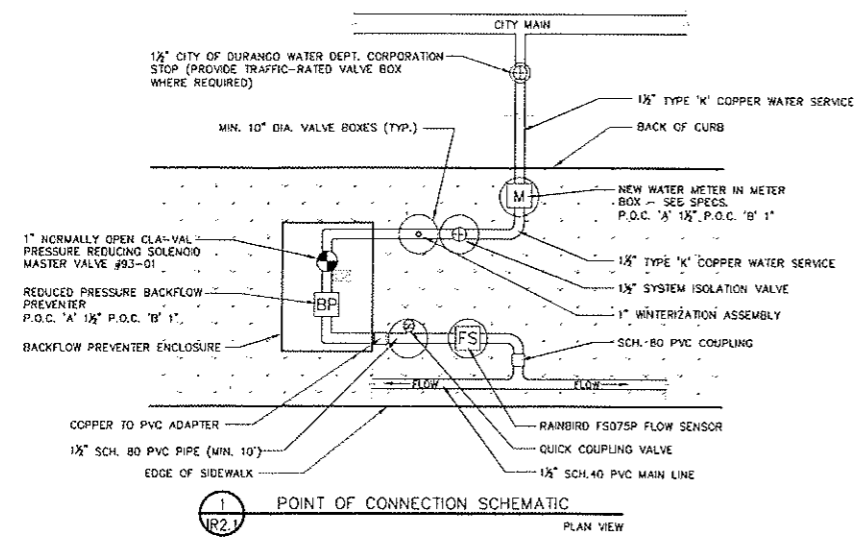 CITY MAIN
1½" CITY OF DURANGO WATER DEPT. CORPORATION
STOP (PROVIDE TRAFFIC-RATED VALVE BOX
WHERE REQUIRED)
1½" TYPE 'K' COPPER WATER SERVICE
MIN. 10" DIA. VALVE BOXES (TYP.)
BACK OF CURB
M
NEW WATER METER IN METER
BOX - SEE SPECS.
P.O.C. 'A' 1½" P.O.C. 'B' 1"
1" NORMALLY OPEN CLA-VAL
PRESSURE REDUCING SOLENOID
MASTER VALVE #93-01
1½" TYPE 'K' COPPER WATER SERVICE
1½" SYSTEM ISOLATION VALVE
REDUCED PRESSURE BACKFLOW
PREVENTER
P.O.C. 'A' 1½" P.O.C. 'B' 1"
BP
1" WINTERIZATION ASSEMBLY
BACKFLOW PREVENTER ENCLOSURE
FS
SCH. 80 PVC COUPLING
FLOW
FLOW
COPPER TO PVC ADAPTER
RAINBIRD FS075P FLOW SENSOR
1½" SCH. 80 PVC PIPE (MIN. 10')
QUICK COUPLING VALVE
EDGE OF SIDEWALK
1½" SCH.40 PVC MAIN LINE
1
IR2.1
POINT OF CONNECTION SCHEMATIC
PLAN VIEW